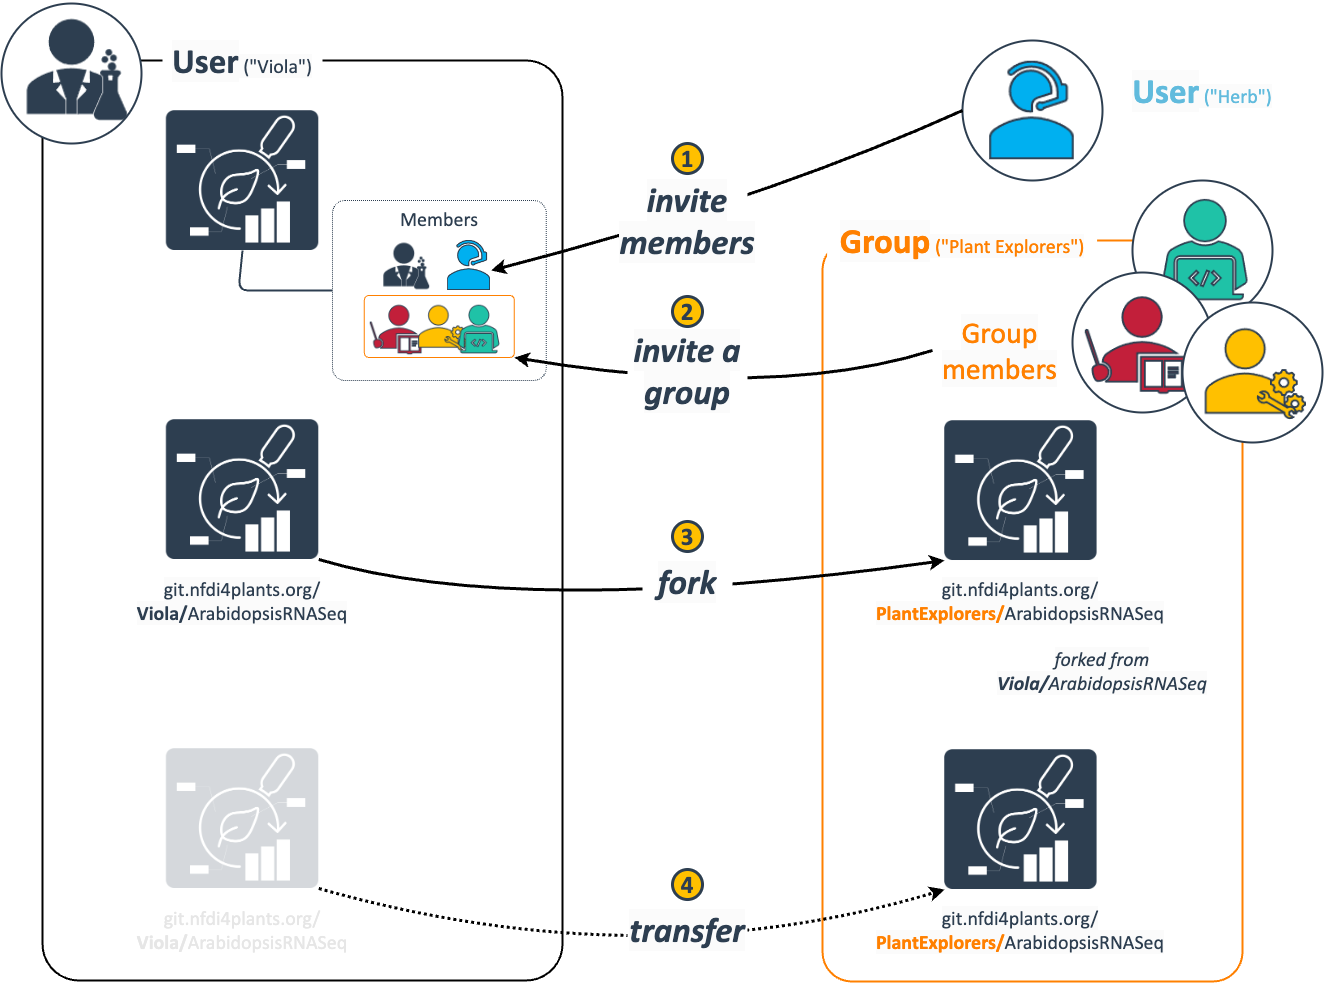 User ("Viola")
User ("Herb")
1
invite
members
Members
Group ("Plant Explorers")
2
invite a
group
Group
members
3
fork
git.nfdi4plants.org/
Viola/ArabidopsisRNASeq
git.nfdi4plants.org/
PlantExplorers/ArabidopsisRNASeq
forked from
Viola/ArabidopsisRNASeq
4
transfer
git.nfdi4plants.org/
Viola/ArabidopsisRNASeq
git.nfdi4plants.org/
PlantExplorers/ArabidopsisRNASeq